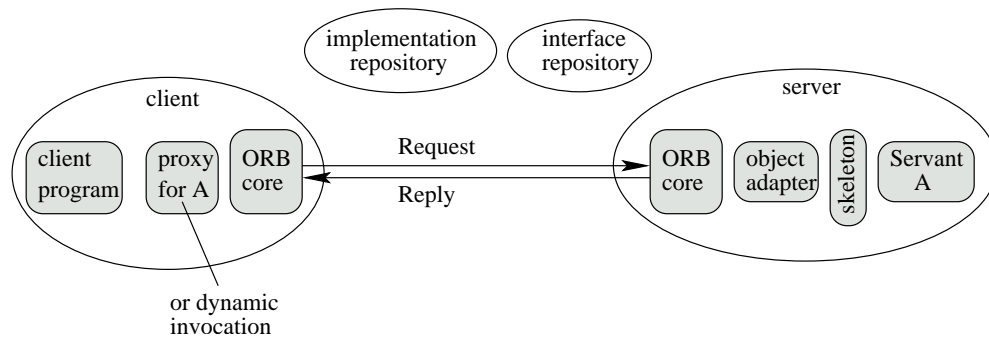 implementation
repository
interface
repository
client
server
client
program
proxy
for A
ORB
core
Request
Reply
ORB
core
object
adapter
skeleton
Servant
A
or dynamic
invocation